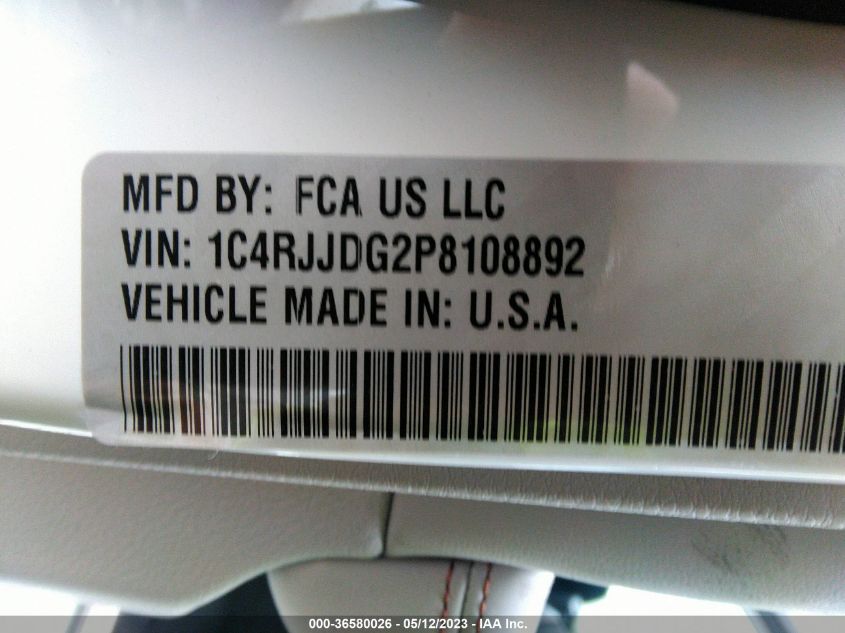 MFD BY: FCA US LLC
VIN: 1C4RJJDG2P8108892
VEHICLE MADE IN: U.S.A.
000-36580026 - 05/12/2023 - IAA Inc.